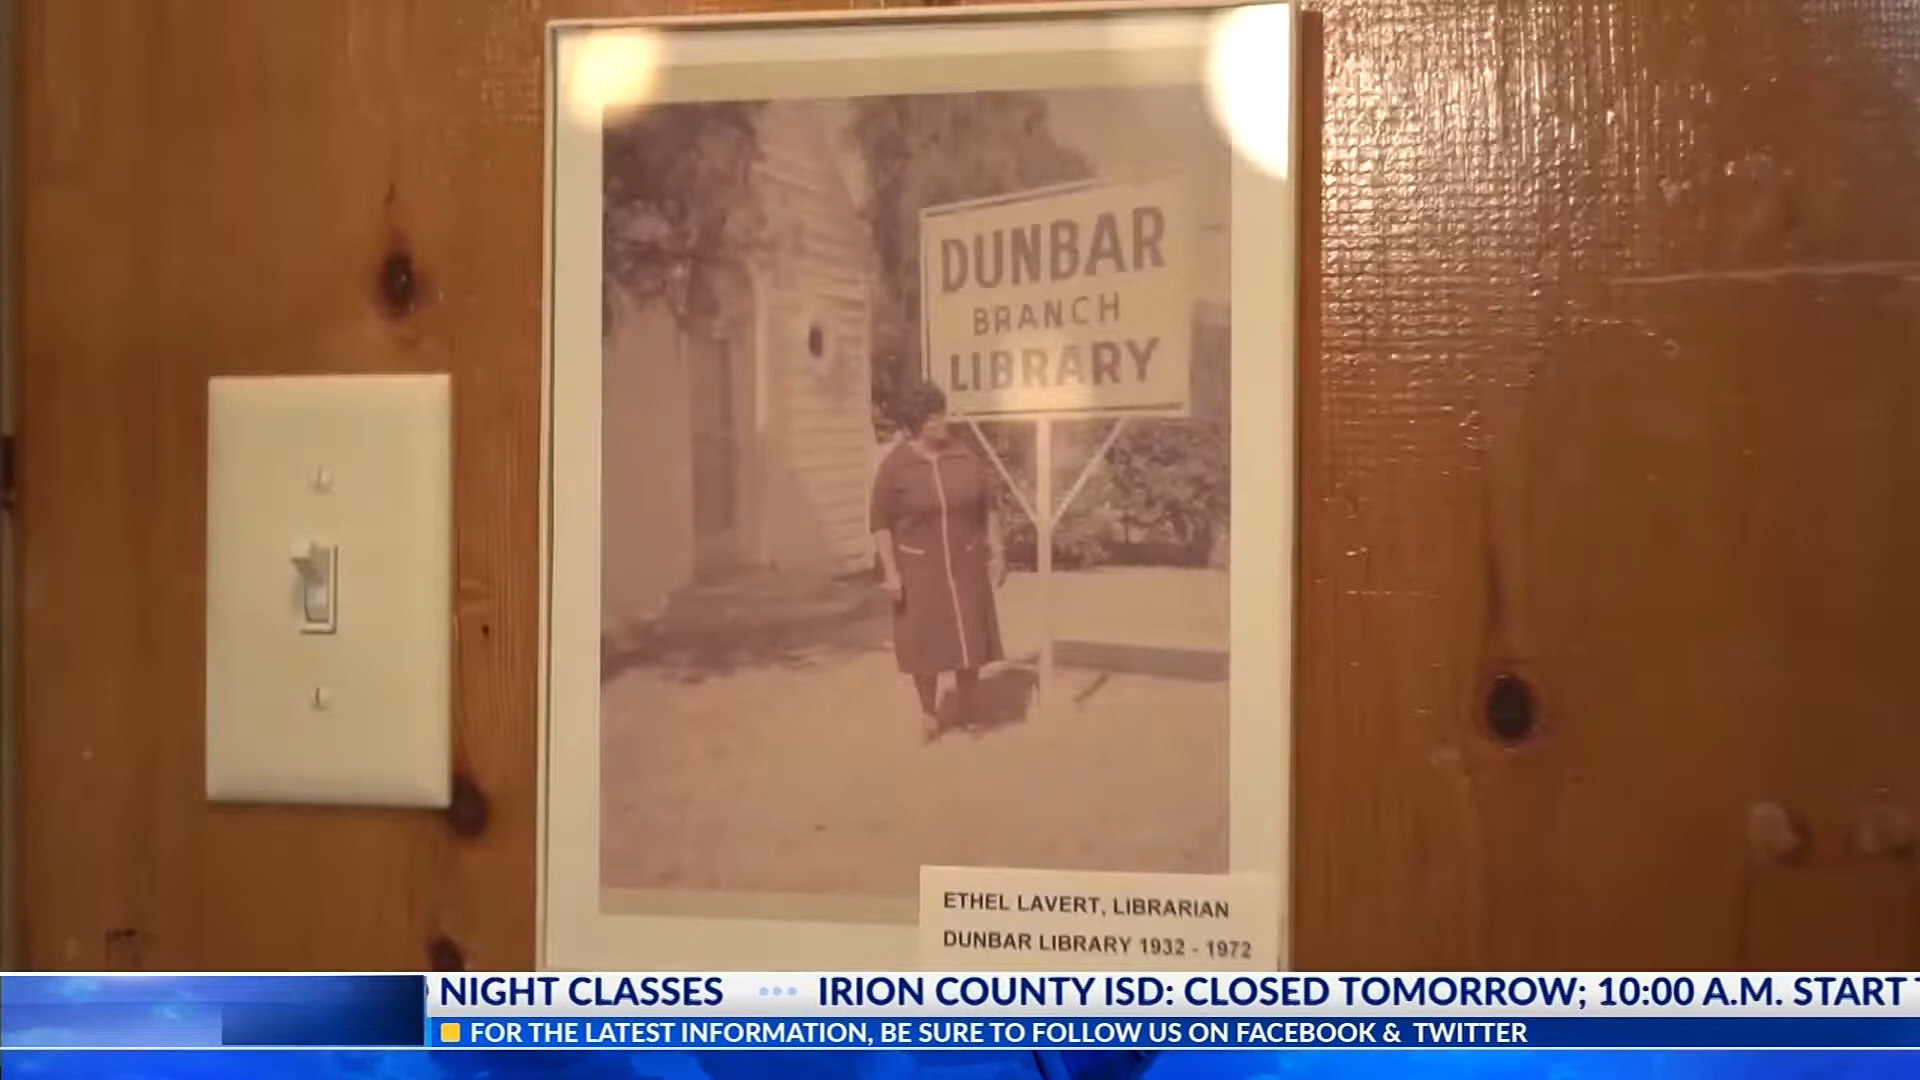 DUNBAR
BRANCH
LIBRARY
ETHEL LAVERT, LIBRARIAN
DUNBAR LIBRARY 1932 - 1972
NIGHT CLASSES ••• IRION COUNTY ISD: CLOSED TOMORROW; 10:00 A.M. START
FOR THE LATEST INFORMATION, BE SURE TO FOLLOW US ON FACEBOOK & TWITTER